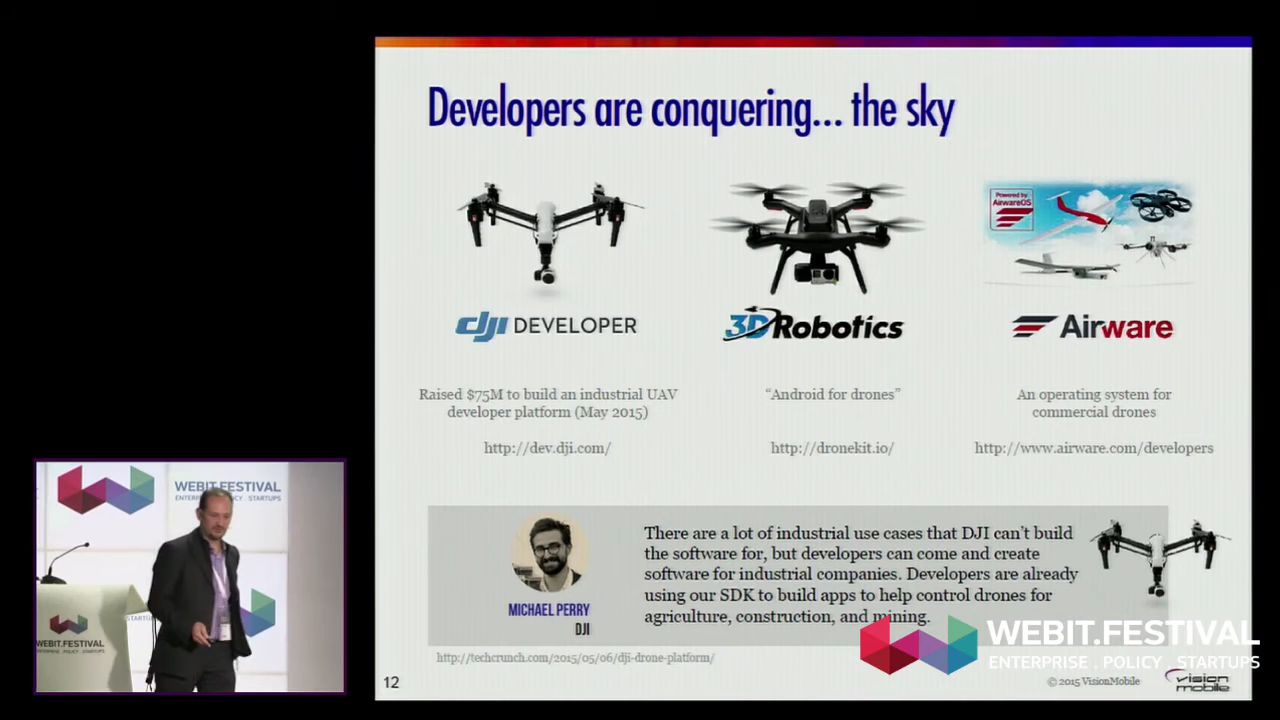 Developers are conquering... the sky
Powered by
AirwareOS
dji DEVELOPER
3DRobotics
Airware
Raised $75M to build an industrial UAV
developer platform (May 2015)
"Android for drones"
An operating system for
commercial drones
http://dev.dji.com/
http://dronekit.io/
http://www.airware.com/developers
There are a lot of industrial use cases that DJI can't build
the software for, but developers can come and create
software for industrial companies. Developers are already
using our SDK to build apps to help control drones for
agriculture, construction, and mining.
MICHAEL PERRY
DJI
http://techcrunch.com/2015/05/06/dji-drone-platform/
12
© 2015 VisionMobile
vision
mobile
WEBIT.FESTIVAL
ENTERPRISE . POLICY . STARTUPS
WEBIT.FESTIVAL
ENTERPRISE . POLICY . STARTUPS
WEBIT.FESTIVAL